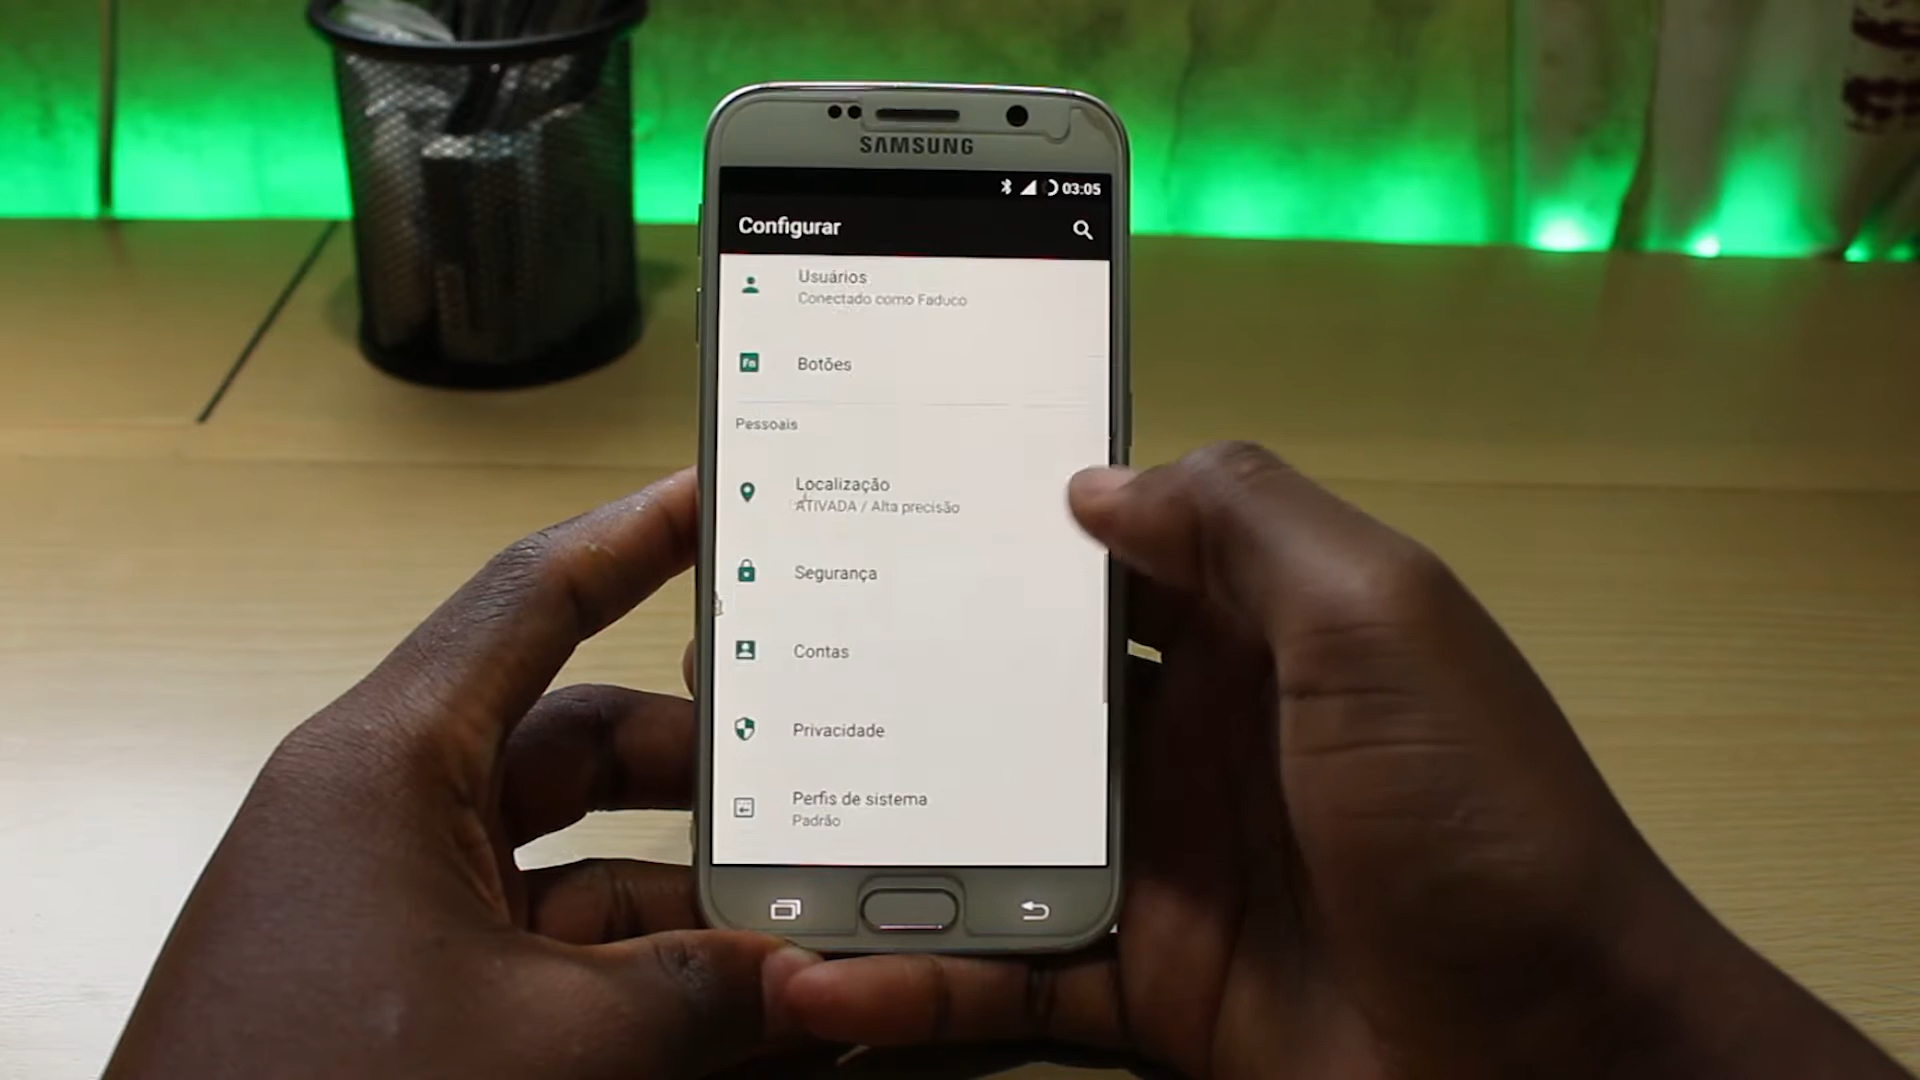 SAMSUNG
03:05
Configurar
Usuários
Conectado como Faduco
Fn
Botões
Pessoais
Localização
ATIVADA / Alta precisão
Segurança
Contas
Privacidade
Perfis de sistema
Padrão